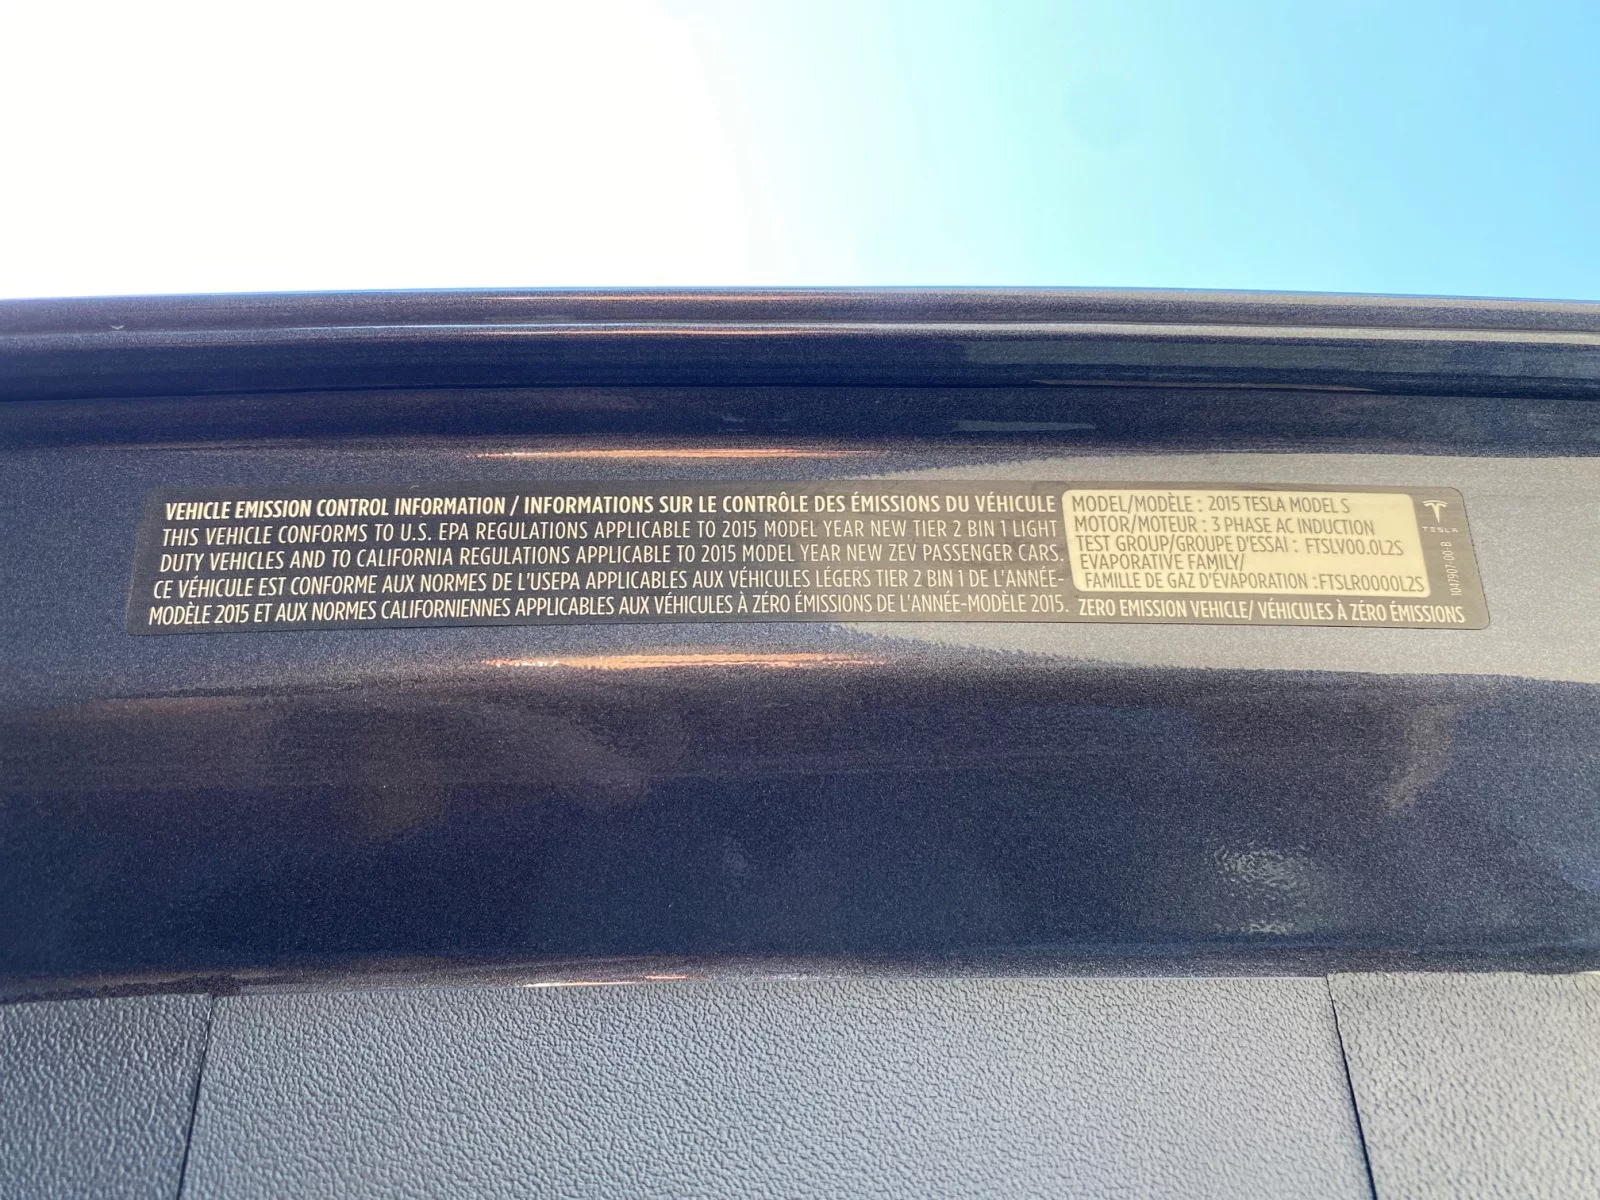 VEHICLE EMISSION CONTROL INFORMATION / INFORMATIONS SUR LE CONTRÔLE DES ÉMISSIONS DU VÉHICULE
THIS VEHICLE CONFORMS TO U.S. EPA REGULATIONS APPLICABLE TO 2015 MODEL YEAR NEW TIER 2 BIN 1 LIGHT
DUTY VEHICLES AND TO CALIFORNIA REGULATIONS APPLICABLE TO 2015 MODEL YEAR NEW ZEV PASSENGER CARS.
CE VÉHICULE EST CONFORME AUX NORMES DE L'USEPA APPLICABLES AUX VÉHICULES LÉGERS TIER 2 BIN 1 DE L'ANNÉE-
MODÈLE 2015 ET AUX NORMES CALIFORNIENNES APPLICABLES AUX VÉHICULES À ZÉRO ÉMISSIONS DE L'ANNÉE-MODÈLE 2015.
MODEL/MODÈLE : 2015 TESLA MODEL S
MOTOR/MOTEUR : 3 PHASE AC INDUCTION
TEST GROUP/GROUPE D'ESSAI : FTSLV00.0L2S
EVAPORATIVE FAMILY/
FAMILLE DE GAZ D'ÉVAPORATION :FTSLR0000L2S
ZERO EMISSION VEHICLE/ VÉHICULES À ZÉRO ÉMISSIONS
TESLA
1047907-00-B